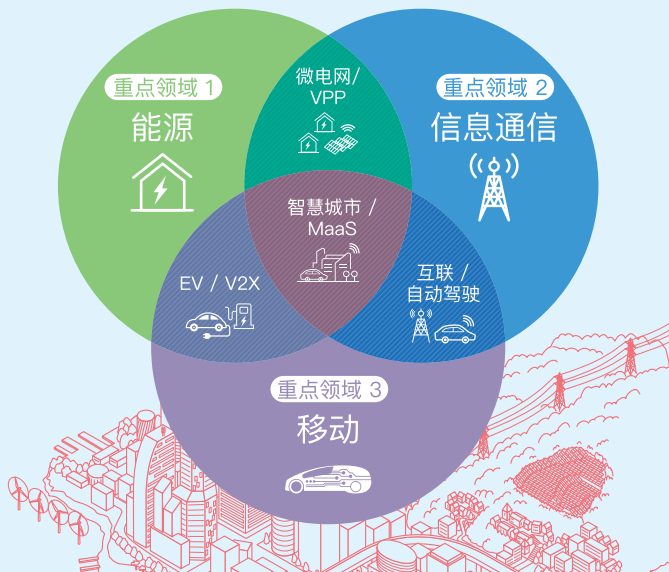 重点领域 1
能源
微电网/
VPP
重点领域 2
信息通信
智慧城市 /
MaaS
EV / V2X
互联 /
自动驾驶
重点领域 3
移动